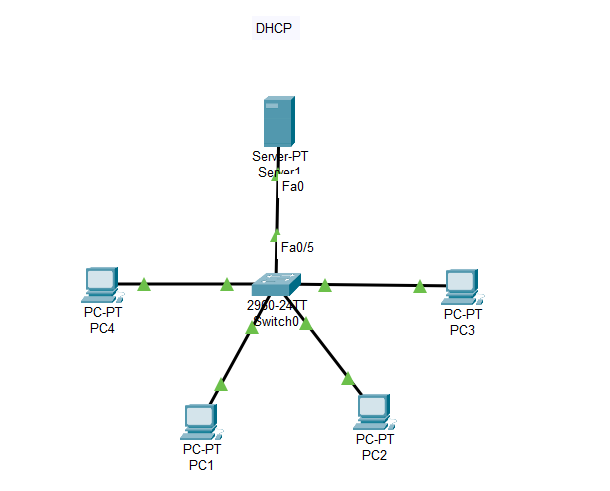 DHCP
Server-PT
Server1
Fa0
Fa0/5
2960-24TT
Switch0
PC-PT
PC4
PC-PT
PC3
PC-PT
PC1
PC-PT
PC2